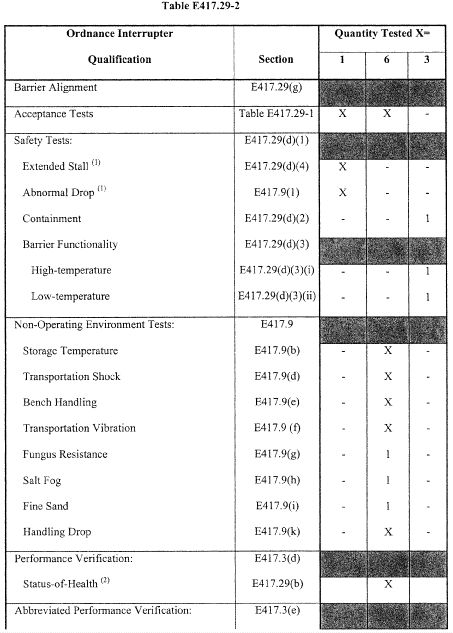 Table E417.29-2
Ordnance Interrupter Quantity Tested X=
Qualification Section 1 6 3
Barrier Alignment E417.29(g)
Acceptance Tests Table E417.29-1 X X -
Safety Tests: E417.29(d)(1)
Extended Stall (1) E417.29(d)(4) X - -
Abnormal Drop (1) E417.9(1) X - -
Containment E417.29(d)(2) - - 1
Barrier Functionality E417.29(d)(3)
High-temperature E417.29(d)(3)(i) - - 1
Low-temperature E417.29(d)(3)(ii) - - 1
Non-Operating Environment Tests: E417.9
Storage Temperature E417.9(b) - X -
Transportation Shock E417.9(d) - X -
Bench Handling E417.9(e) - X -
Transportation Vibration E417.9 (f) - X -
Fungus Resistance E417.9(g) - 1 -
Salt Fog E417.9(h) - 1 -
Fine Sand E417.9(i) - 1 -
Handling Drop E417.9(k) - X -
Performance Verification: E417.3(d)
Status-of-Health (2) E417.29(b) X
Abbreviated Performance Verification: E417.3(e)